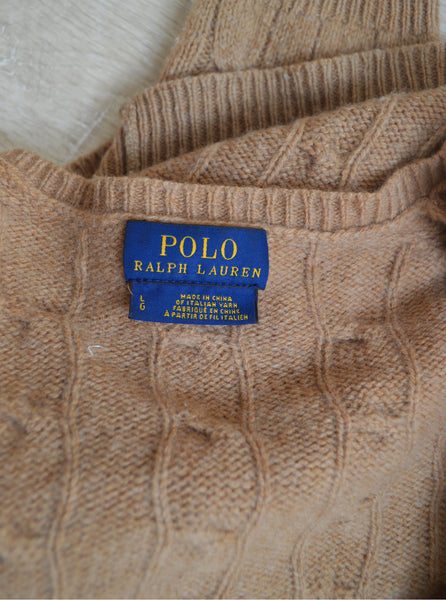 POLO
RALPH LAUREN
L
G
MADE IN CHINA
OF ITALIAN YARN
FABRIQUÉ EN CHINE
À PARTIR DE FIL ITALIEN